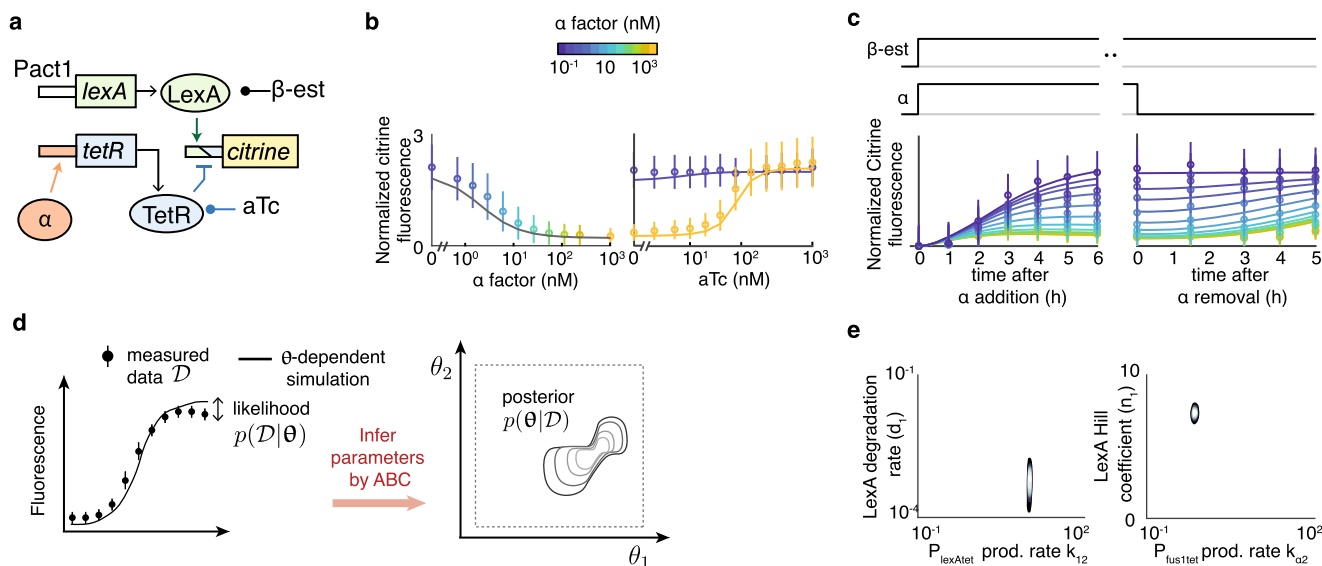 a
Pact1
lexA
LexA
β-est
tetR
citrine
α
TetR
aTc
b
α factor (nM)
10⁻¹ 10 10³
Normalized citrine
fluorescence
3
0
0 10⁰ 10¹ 10² 10³
α factor (nM)
0 10¹ 10² 10³
aTc (nM)
c
β-est
..
α
Normalized Citrine
fluorescence
0 1 2 3 4 5 6
time after
α addition (h)
0 1 2 3 4 5
time after
α removal (h)
d
measured
data 𝒟
θ-dependent
simulation
Fluorescence
likelihood
p(𝒟|θ)
Infer
parameters
by ABC
θ₂
posterior
p(θ|𝒟)
θ₁
e
LexA degradation
rate (d₁)
10⁻¹
10⁻⁴
10⁻¹ 10²
P_lexAtet prod. rate k₁₂
LexA Hill
coefficient (n₁)
10
0
10⁻¹ 10²
P_fus1tet prod. rate k_α2